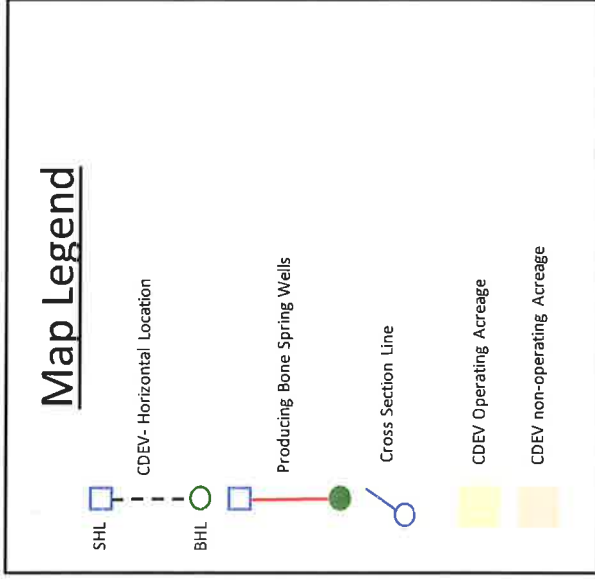 Map Legend
SHL
CDEV- Horizontal Location
BHL
Producing Bone Spring Wells
Cross Section Line
CDEV Operating Acreage
CDEV non-operating Acreage